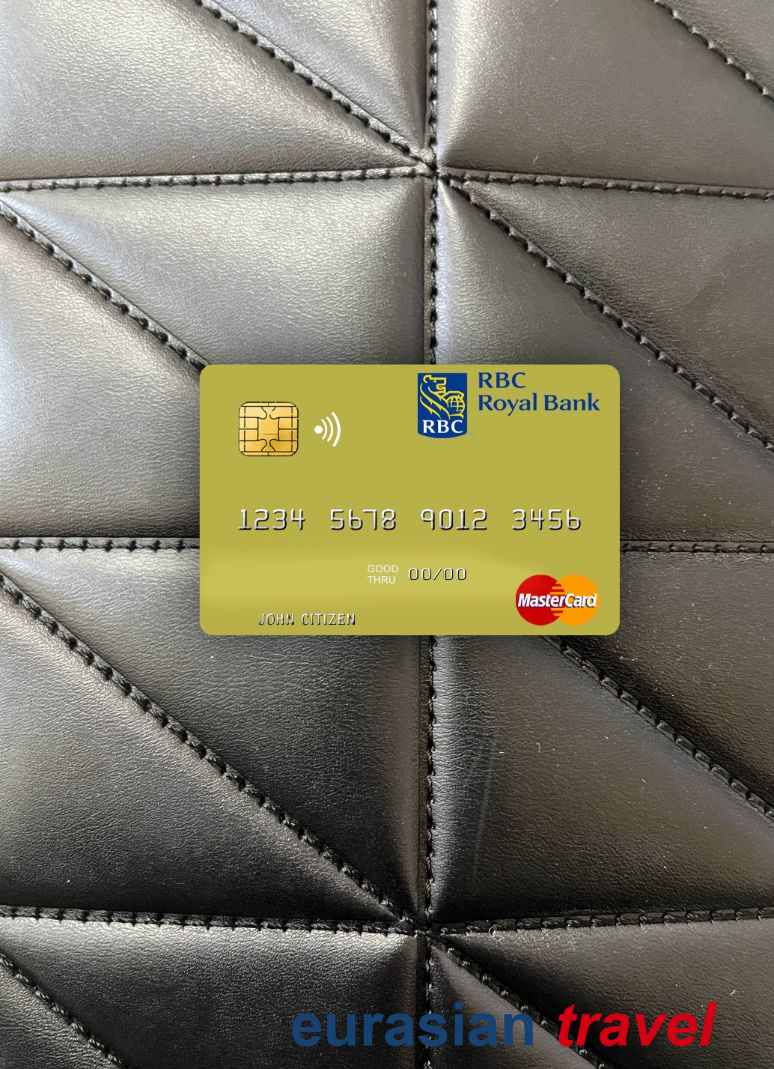 RBC
Royal Bank
RBC
1234 5678 9012 3456
GOOD
THRU 00/00
MasterCard
JOHN CITIZEN
eurasian travel